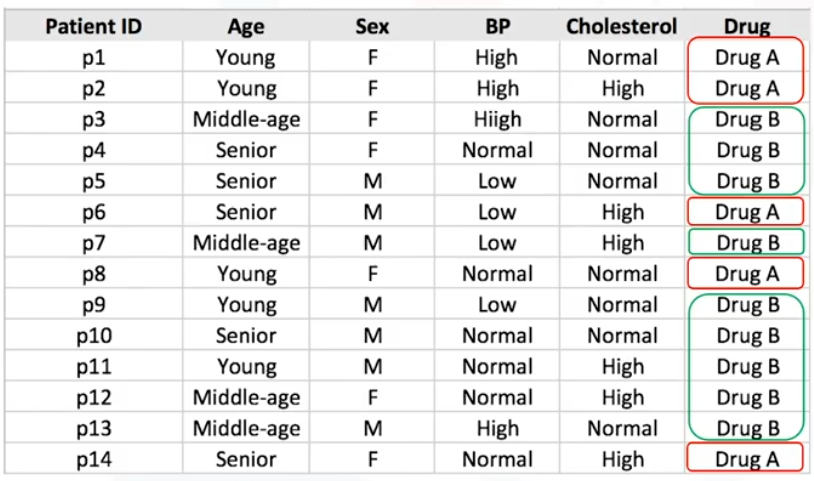 Patient ID Age Sex BP Cholesterol Drug
p1 Young F High Normal Drug A
p2 Young F High High Drug A
p3 Middle-age F Hiigh Normal Drug B
p4 Senior F Normal Normal Drug B
p5 Senior M Low Normal Drug B
p6 Senior M Low High Drug A
p7 Middle-age M Low High Drug B
p8 Young F Normal Normal Drug A
p9 Young M Low Normal Drug B
p10 Senior M Normal Normal Drug B
p11 Young M Normal High Drug B
p12 Middle-age F Normal High Drug B
p13 Middle-age M High Normal Drug B
p14 Senior F Normal High Drug A